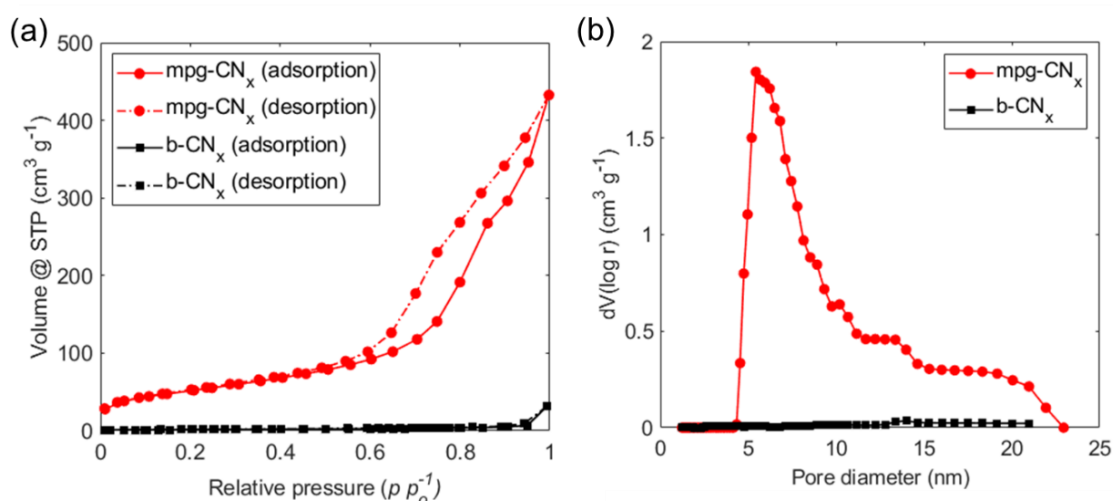 (a)
500
400
300
200
100
0
Volume @ STP (cm³ g⁻¹)
mpg-CNₓ (adsorption)
mpg-CNₓ (desorption)
b-CNₓ (adsorption)
b-CNₓ (desorption)
0 0.2 0.4 0.6 0.8 1
Relative pressure (p pₒ⁻¹)
(b)
2
1.5
1
0.5
0
dV(log r) (cm³ g⁻¹)
mpg-CNₓ
b-CNₓ
0 5 10 15 20 25
Pore diameter (nm)